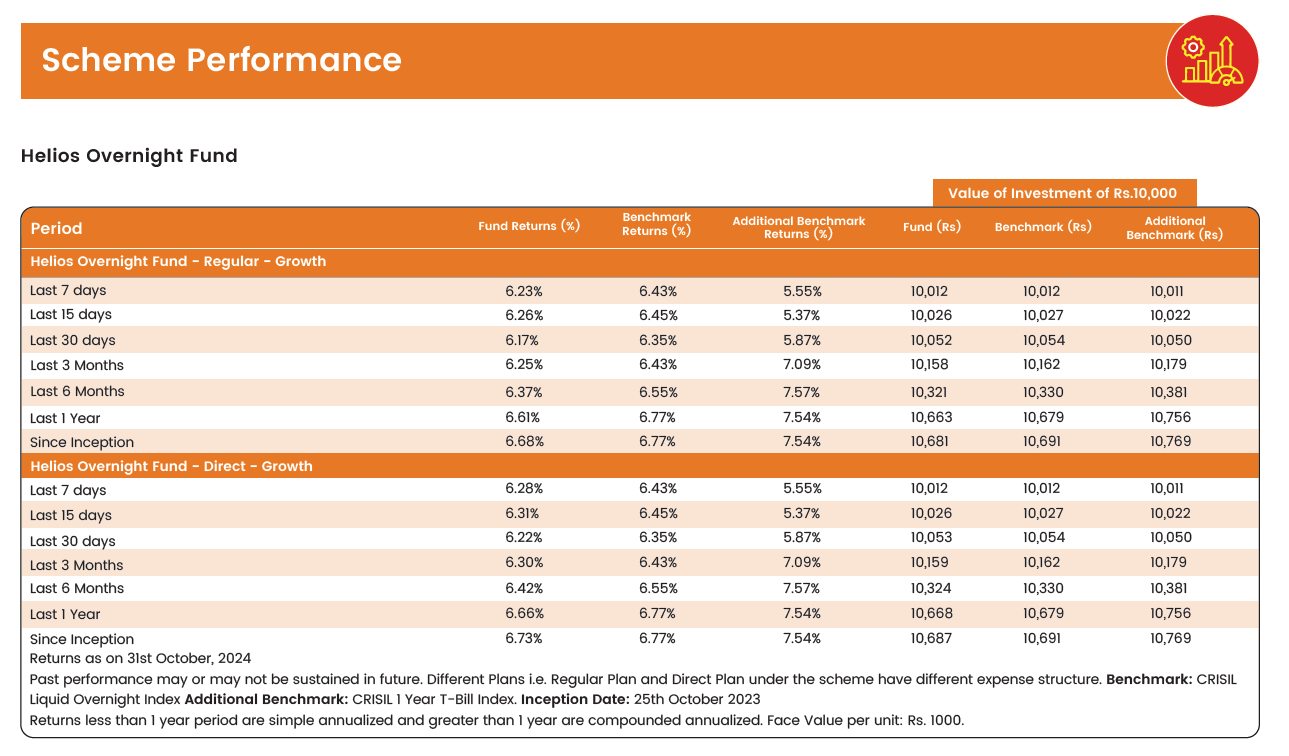 Scheme Performance
Helios Overnight Fund
Value of Investment of Rs.10,000
Period Fund Returns (%) Benchmark Returns (%) Additional Benchmark Returns (%) Fund (Rs) Benchmark (Rs) Additional Benchmark (Rs)
Helios Overnight Fund - Regular - Growth
Last 7 days 6.23% 6.43% 5.55% 10,012 10,012 10,011
Last 15 days 6.26% 6.45% 5.37% 10,026 10,027 10,022
Last 30 days 6.17% 6.35% 5.87% 10,052 10,054 10,050
Last 3 Months 6.25% 6.43% 7.09% 10,158 10,162 10,179
Last 6 Months 6.37% 6.55% 7.57% 10,321 10,330 10,381
Last 1 Year 6.61% 6.77% 7.54% 10,663 10,679 10,756
Since Inception 6.68% 6.77% 7.54% 10,681 10,691 10,769
Helios Overnight Fund - Direct - Growth
Last 7 days 6.28% 6.43% 5.55% 10,012 10,012 10,011
Last 15 days 6.31% 6.45% 5.37% 10,026 10,027 10,022
Last 30 days 6.22% 6.35% 5.87% 10,053 10,054 10,050
Last 3 Months 6.30% 6.43% 7.09% 10,159 10,162 10,179
Last 6 Months 6.42% 6.55% 7.57% 10,324 10,330 10,381
Last 1 Year 6.66% 6.77% 7.54% 10,668 10,679 10,756
Since Inception 6.73% 6.77% 7.54% 10,687 10,691 10,769
Returns as on 31st October, 2024
Past performance may or may not be sustained in future. Different Plans i.e. Regular Plan and Direct Plan under the scheme have different expense structure. Benchmark: CRISIL
Liquid Overnight Index Additional Benchmark: CRISIL 1 Year T-Bill Index. Inception Date: 25th October 2023
Returns less than 1 year period are simple annualized and greater than 1 year are compounded annualized. Face Value per unit: Rs. 1000.